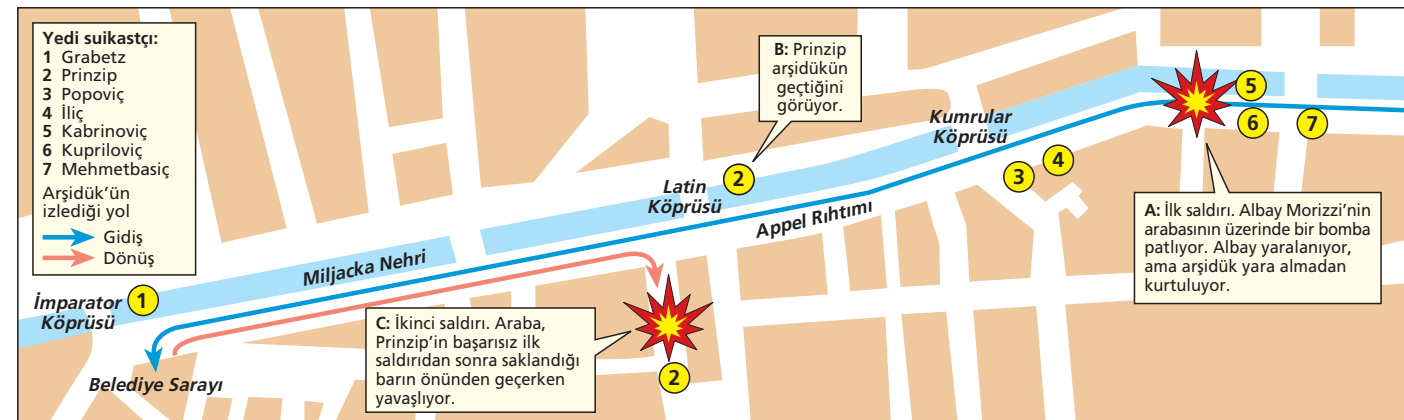 Yedi suikastçı:
1 Grabetz
2 Prinzip
3 Popoviç
4 İliç
5 Kabrinoviç
6 Kupriloviç
7 Mehmetbasiç
Arşidük’ün
izlediği yol
Gidiş
Dönüş
B: Prinzip
arşidükün
geçtiğini
görüyor.
Kumrular
Köprüsü
5
6
7
4
3
2
Latin
Köprüsü
Appel Rıhtımı
A: İlk saldırı. Albay Morizzi’nin
arabasının üzerinde bir bomba
patlıyor. Albay yaralanıyor,
ama arşidük yara almadan
kurtuluyor.
Miljacka Nehri
1
İmparator
Köprüsü
C: İkinci saldırı. Araba,
Prinzip’in başarısız ilk
saldırıdan sonra saklandığı
barın önünden geçerken
yavaşlıyor.
2
Belediye Sarayı